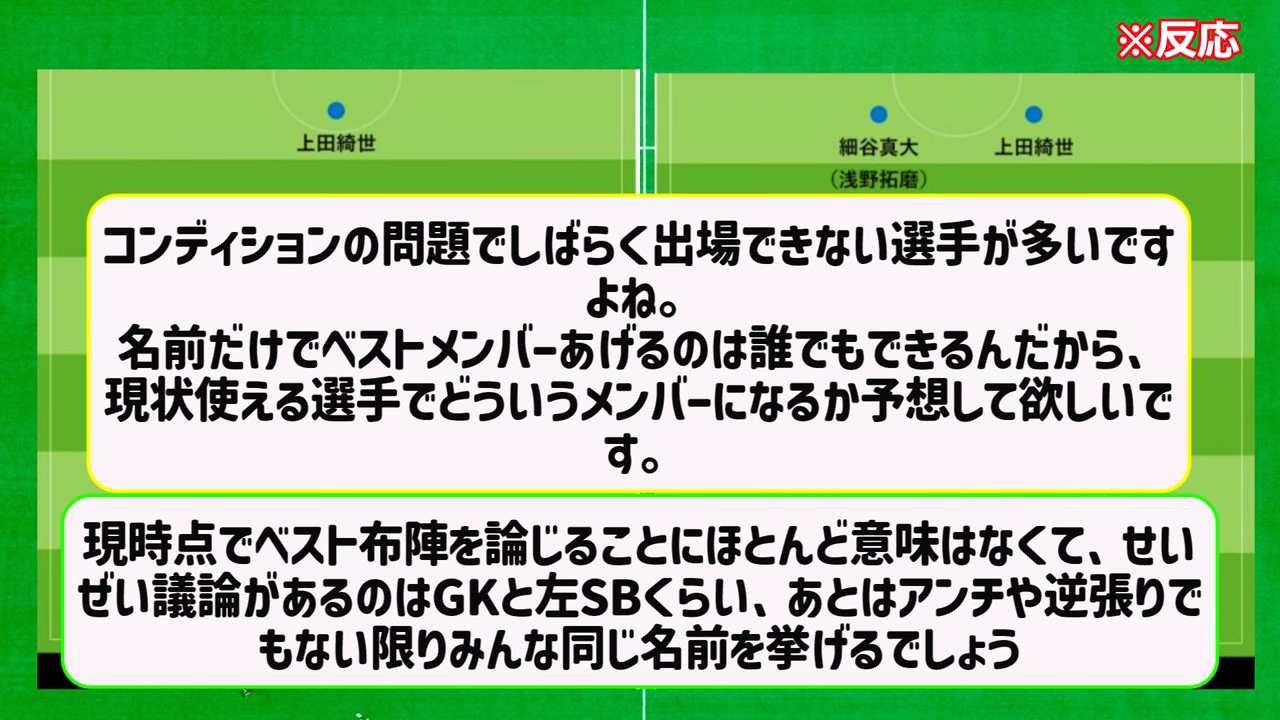 ※反応
上田綺世
細谷真大
上田綺世
（浅野拓磨）
コンディションの問題でしばらく出場できない選手が多いです
よね。
名前だけでベストメンバーあげるのは誰でもできるんだから、
現状使える選手でどういうメンバーになるか予想して欲しいで
す。
現時点でベスト布陣を論じることにほとんど意味はなくて、せい
ぜい議論があるのはGKと左SBくらい、あとはアンチや逆張りで
もない限りみんな同じ名前を挙げるでしょう